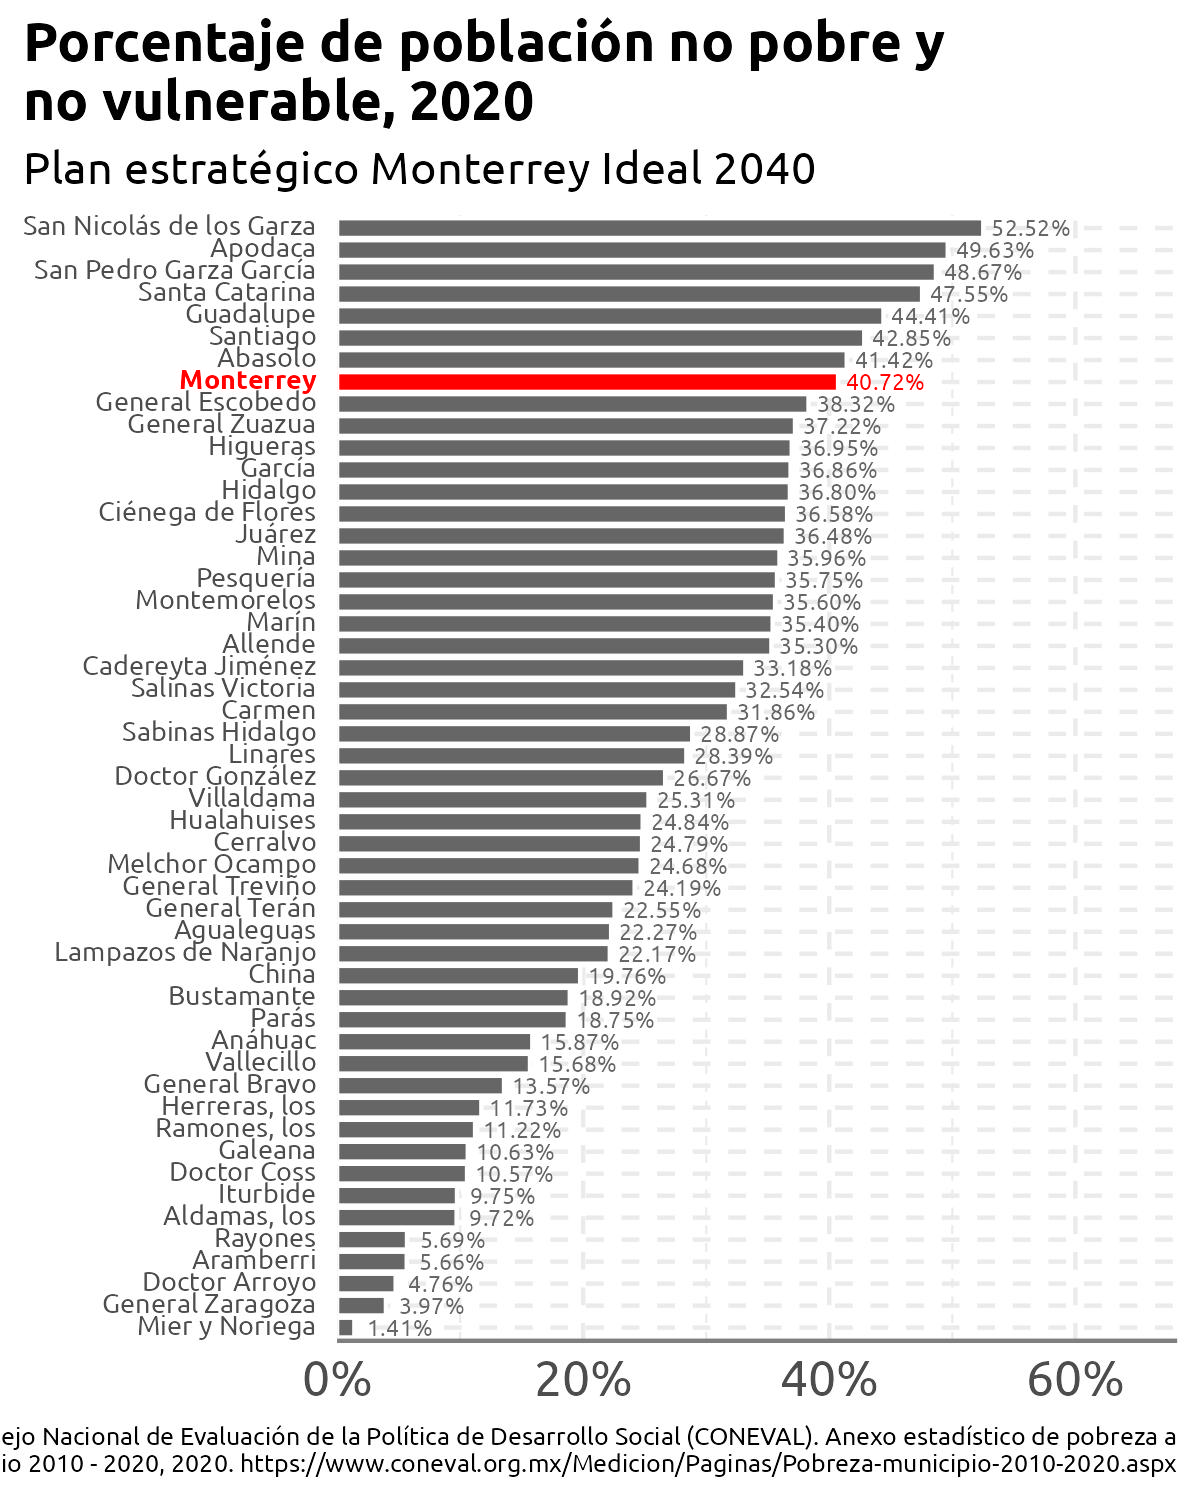 Porcentaje de población no pobre y
no vulnerable, 2020
Plan estratégico Monterrey Ideal 2040
San Nicolás de los Garza 52.52%
Apodaca 49.63%
San Pedro Garza García 48.67%
Santa Catarina 47.55%
Guadalupe 44.41%
Santiago 42.85%
Abasolo 41.42%
Monterrey 40.72%
General Escobedo 38.32%
General Zuazua 37.22%
Higueras 36.95%
García 36.86%
Hidalgo 36.80%
Ciénega de Flores 36.58%
Juárez 36.48%
Mina 35.96%
Pesquería 35.75%
Montemorelos 35.60%
Marín 35.40%
Allende 35.30%
Cadereyta Jiménez 33.18%
Salinas Victoria 32.54%
Carmen 31.86%
Sabinas Hidalgo 28.87%
Linares 28.39%
Doctor González 26.67%
Villaldama 25.31%
Hualahuises 24.84%
Cerralvo 24.79%
Melchor Ocampo 24.68%
General Treviño 24.19%
General Terán 22.55%
Agualeguas 22.27%
Lampazos de Naranjo 22.17%
China 19.76%
Bustamante 18.92%
Parás 18.75%
Anáhuac 15.87%
Vallecillo 15.68%
General Bravo 13.57%
Herreras, los 11.73%
Ramones, los 11.22%
Galeana 10.63%
Doctor Coss 10.57%
Iturbide 9.75%
Aldamas, los 9.72%
Rayones 5.69%
Aramberri 5.66%
Doctor Arroyo 4.76%
General Zaragoza 3.97%
Mier y Noriega 1.41%
0% 20% 40% 60%
ejo Nacional de Evaluación de la Política de Desarrollo Social (CONEVAL). Anexo estadístico de pobreza a
io 2010 - 2020, 2020. https://www.coneval.org.mx/Medicion/Paginas/Pobreza-municipio-2010-2020.aspx